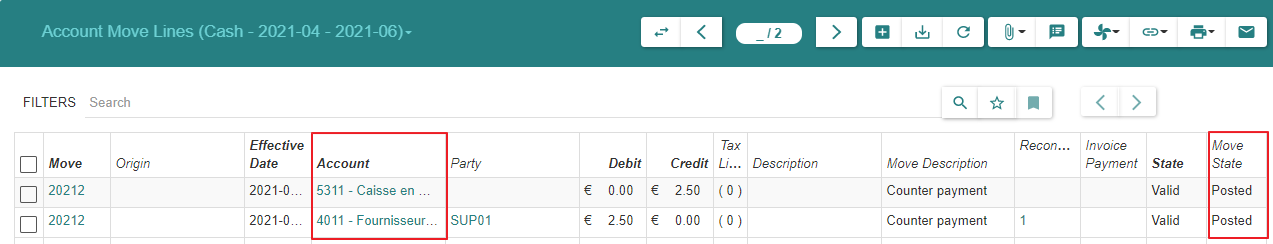 Account Move Lines (Cash - 2021-04 - 2021-06)
_ / 2
FILTERS Search
Move Origin Effective Date Account Party Debit Credit Tax Li... Description Move Description Recon... Invoice Payment State Move State
20212 2021-0... 5311 - Caisse en ... € 0.00 € 2.50 ( 0 ) Counter payment Valid Posted
20212 2021-0... 4011 - Fournisseur... SUP01 € 2.50 € 0.00 ( 0 ) Counter payment 1 Valid Posted